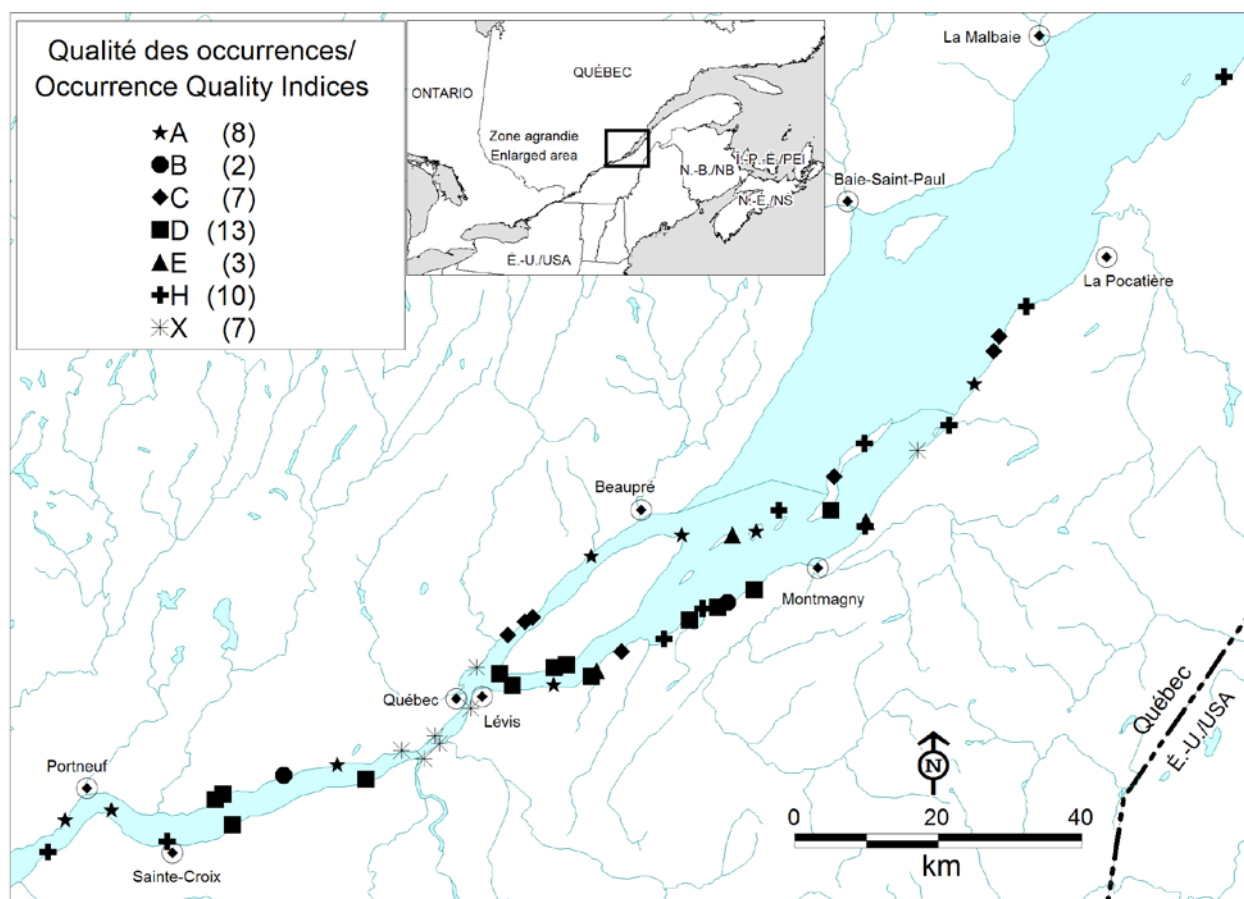 Qualité des occurrences/
Occurrence Quality Indices
A (8)
B (2)
C (7)
D (13)
E (3)
H (10)
X (7)
QUÉBEC
ONTARIO
Zone agrandie
Enlarged area
N.-B./NB
Î.-P.-É./PEI
N.-É./NS
É.-U./USA
La Malbaie
Baie-Saint-Paul
La Pocatière
Beaupré
Montmagny
Québec
Lévis
Portneuf
Sainte-Croix
Québec
É.-U./USA
N
0 20 40
km